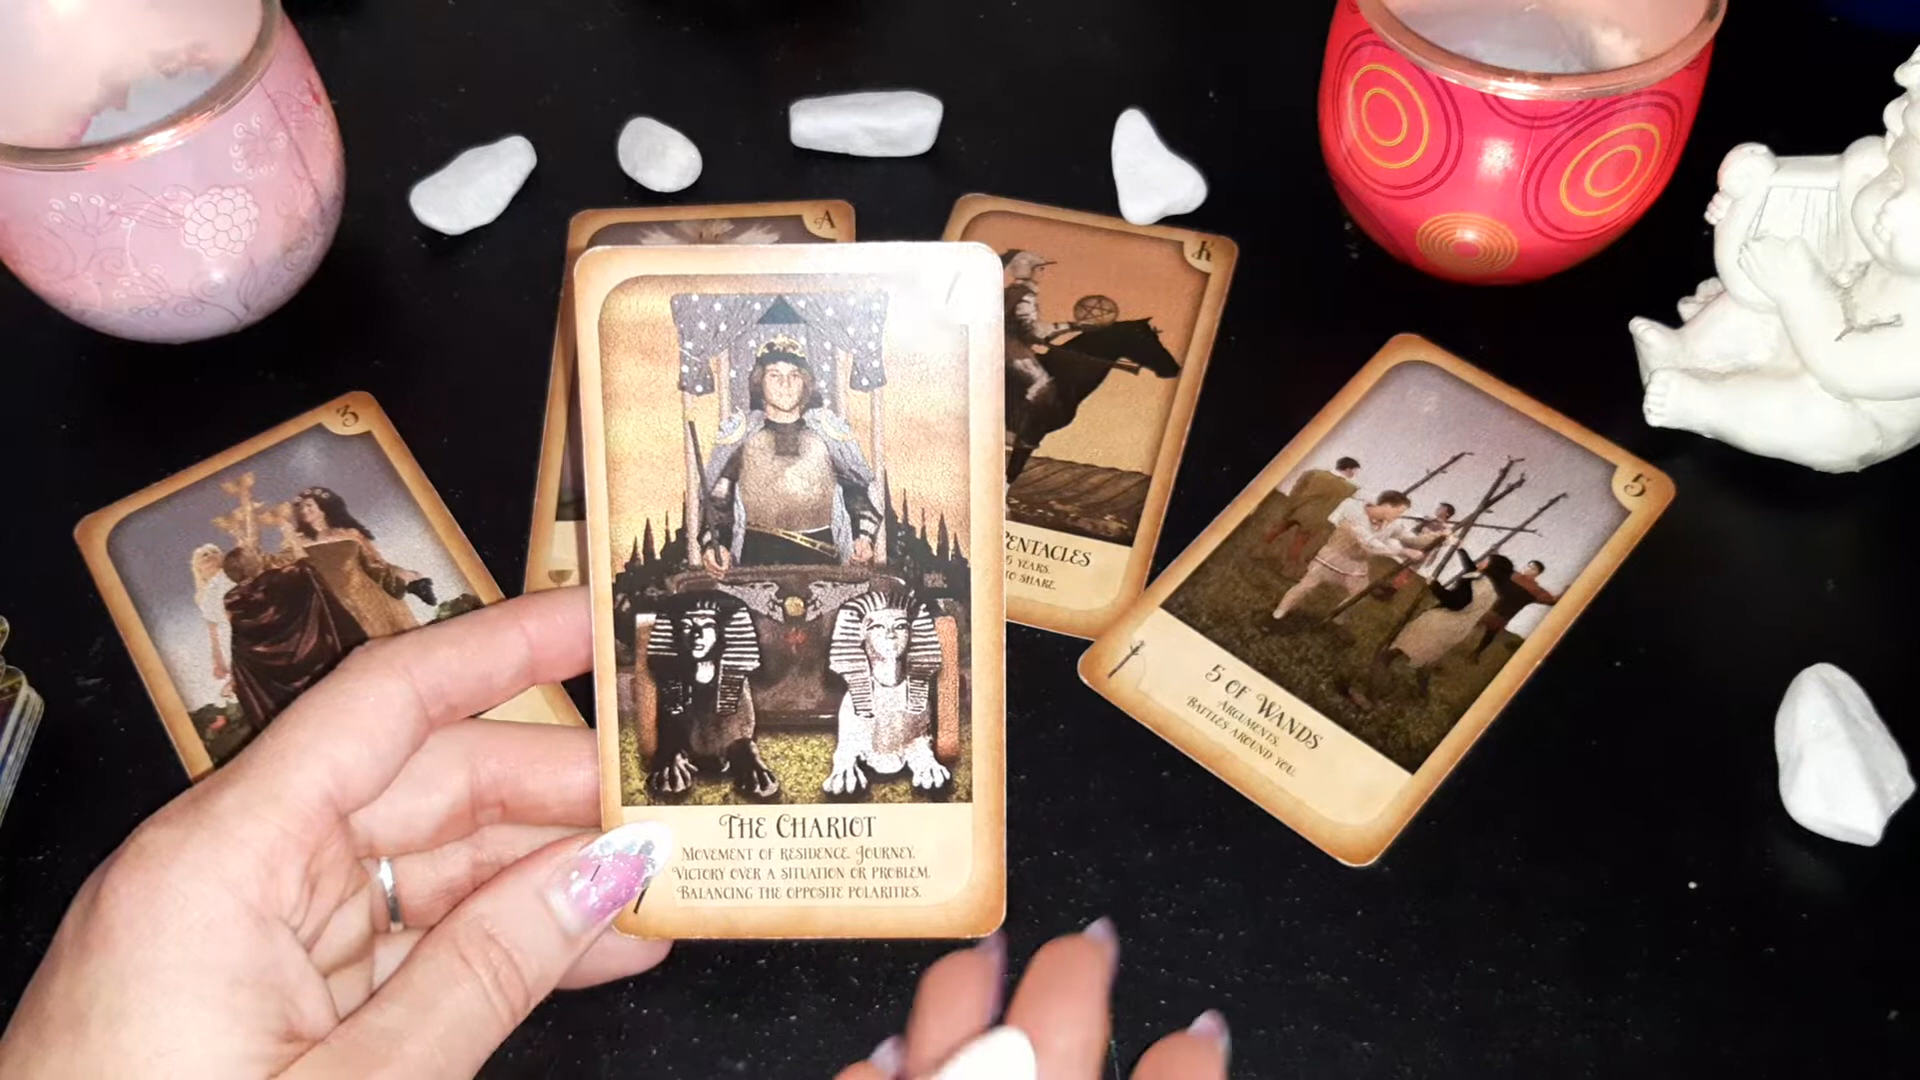 3
A
K
PENTACLES
5 YEARS.
TO SHARE.
5
5 OF WANDS
ARGUMENTS.
BATTLES AROUND YOU.
THE CHARIOT
MOVEMENT OF RESIDENCE. JOURNEY.
VICTORY OVER A SITUATION OR PROBLEM.
BALANCING THE OPPOSITE POLARITIES.